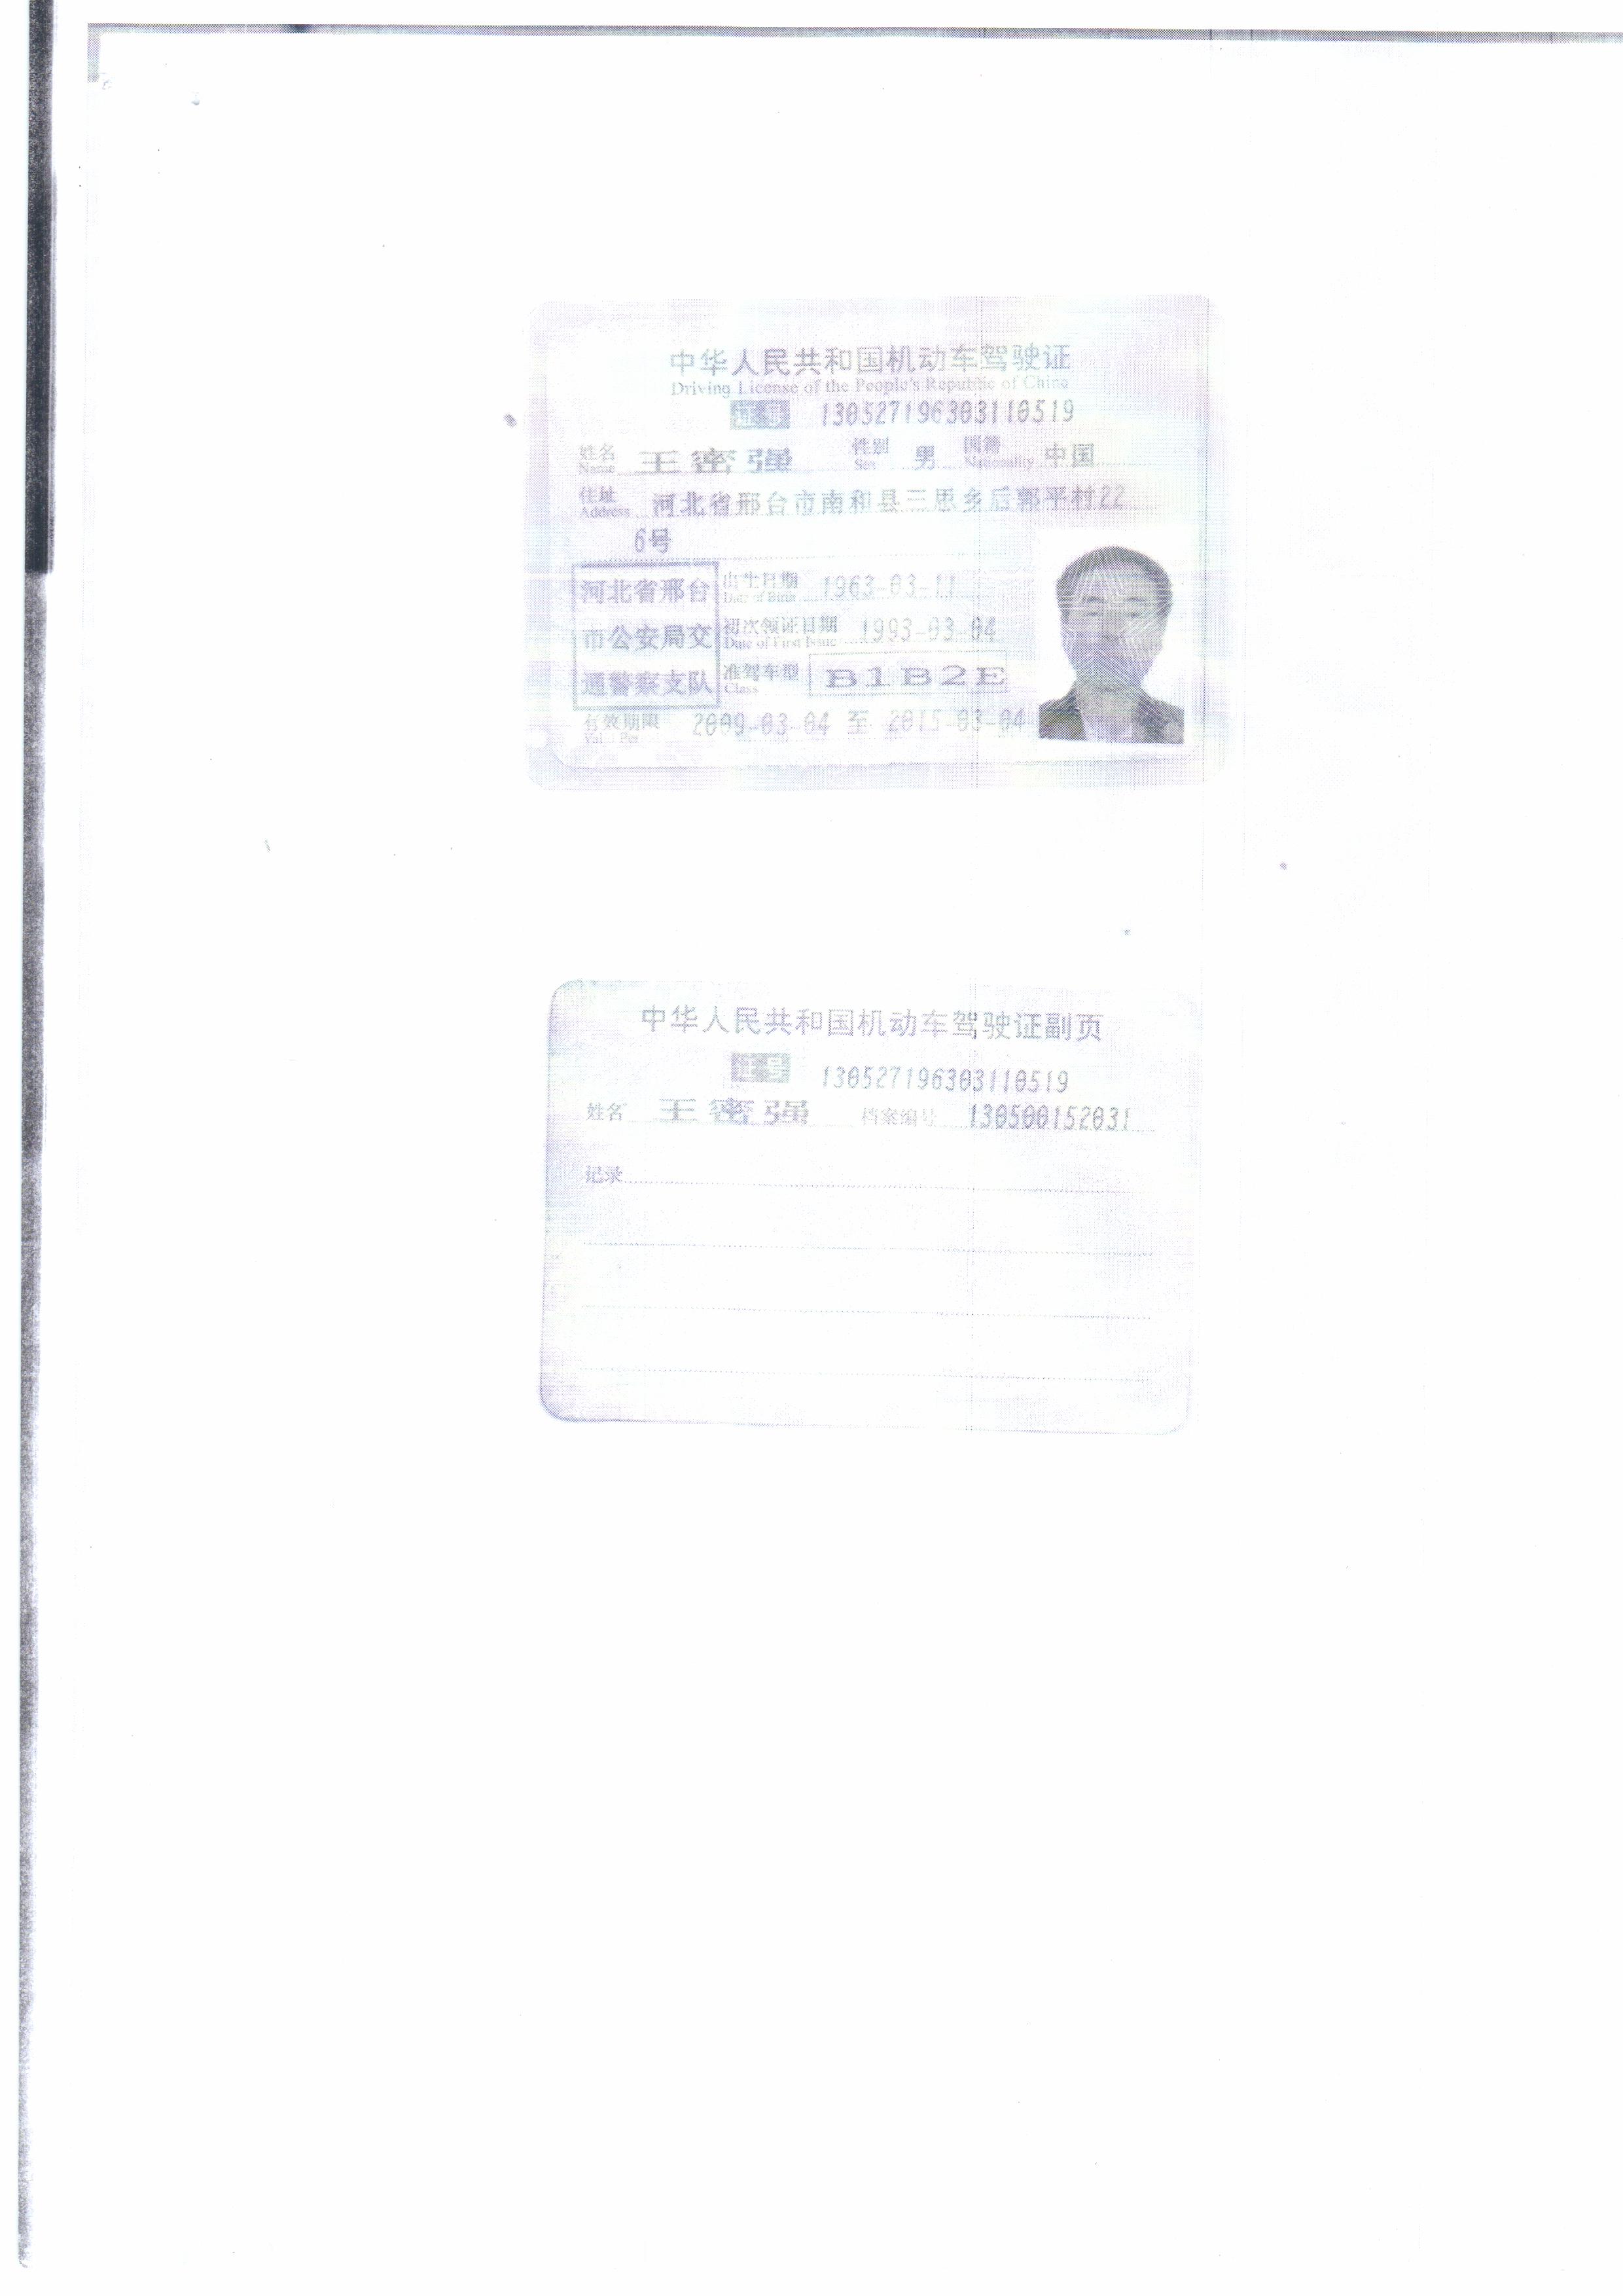 中华人民共和国机动车驾驶证
Driving License of the People's Republic of China
证号 130527196303110519
姓名 Name 王密强 性别 Sex 男 国籍 Nationality 中国
住址 Address 河北省邢台市南和县三思乡后郭平村22
6号
河北省邢台
市公安局交
通警察支队
出生日期 Date of Birth 1963-03-11
初次领证日期 Date of First Issue 1993-03-04
准驾车型 Class B1B2E
有效期限 2009-03-04 至 2015-03-04
中华人民共和国机动车驾驶证副页
证号 130527196303110519
姓名 王密强 档案编号 130500152031
记录